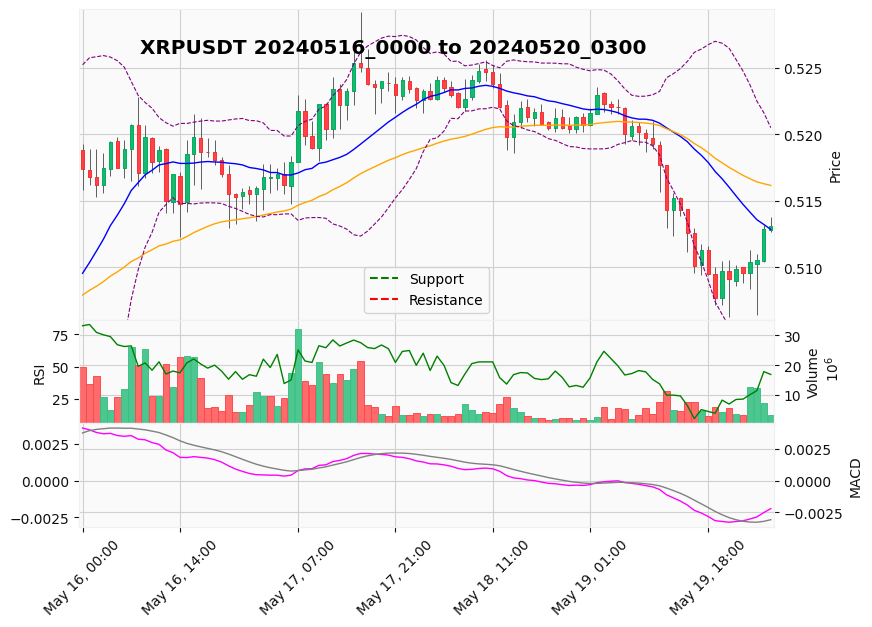 XRPUSDT 20240516_0000 to 20240520_0300
0.525
0.520
0.515
0.510
Price
Support
Resistance
75
50
25
RSI
30
20
10
Volume
10^6
0.0025
0.0000
−0.0025
0.0025
0.0000
−0.0025
MACD
May 16, 00:00
May 16, 14:00
May 17, 07:00
May 17, 21:00
May 18, 11:00
May 19, 01:00
May 19, 18:00